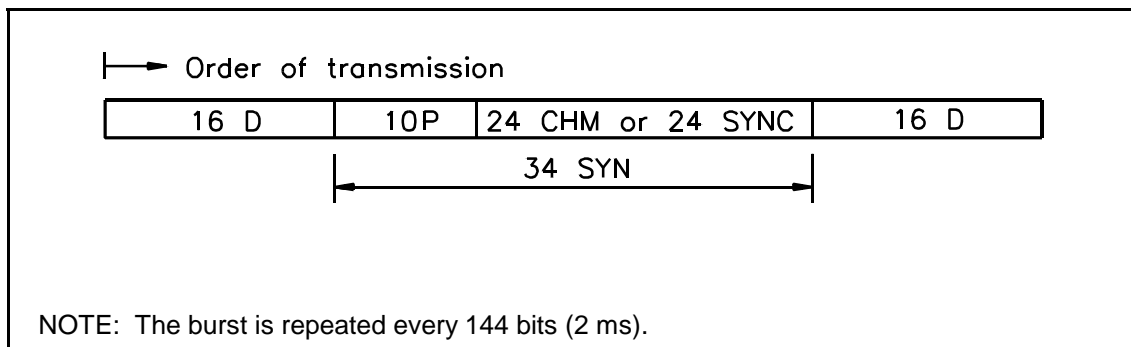 Order of transmission
16 D 10P 24 CHM or 24 SYNC 16 D
34 SYN
NOTE: The burst is repeated every 144 bits (2 ms).